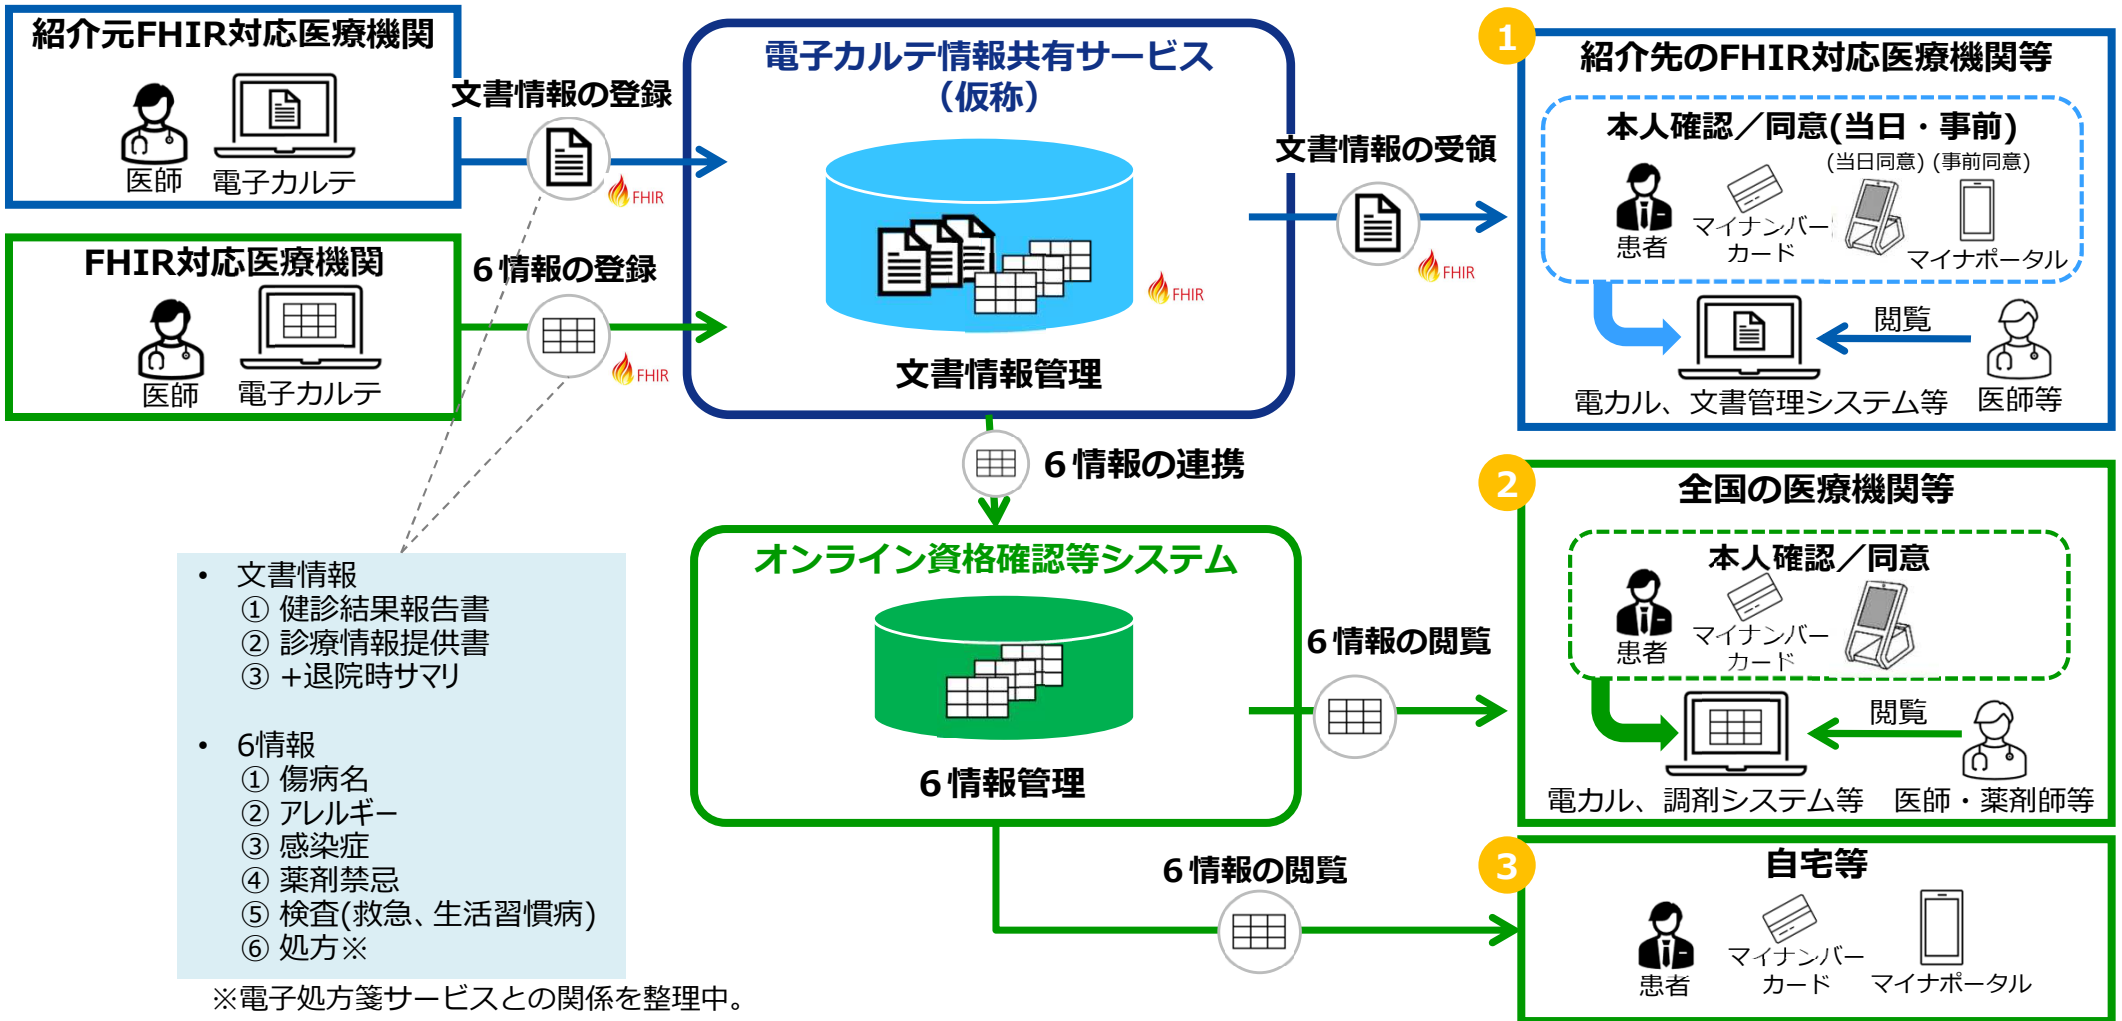 紹介元FHIR対応医療機関
医師
電子カルテ
文書情報の登録
FHIR
FHIR対応医療機関
医師
電子カルテ
6情報の登録
FHIR
電子カルテ情報共有サービス
（仮称）
FHIR
文書情報管理
文書情報の受領
FHIR
1
紹介先のFHIR対応医療機関等
本人確認／同意(当日・事前)
(当日同意) (事前同意)
患者
マイナンバー
カード
マイナポータル
閲覧
電カル、文書管理システム等
医師等
6情報の連携
オンライン資格確認等システム
6情報管理
6情報の閲覧
2
全国の医療機関等
本人確認／同意
患者
マイナンバー
カード
閲覧
電カル、調剤システム等
医師・薬剤師等
6情報の閲覧
3
自宅等
患者
マイナンバー
カード
マイナポータル
• 文書情報
① 健診結果報告書
② 診療情報提供書
③ +退院時サマリ
• 6情報
① 傷病名
② アレルギー
③ 感染症
④ 薬剤禁忌
⑤ 検査(救急、生活習慣病)
⑥ 処方※
※電子処方箋サービスとの関係を整理中。